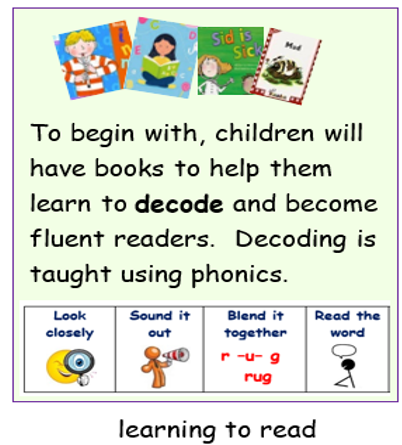 Sid is
Sick
Mud
To begin with, children will
have books to help them
learn to decode and become
fluent readers. Decoding is
taught using phonics.
Look
closely
Sound it
out
Blend it
together
r -u- g
rug
Read the
word
learning to read